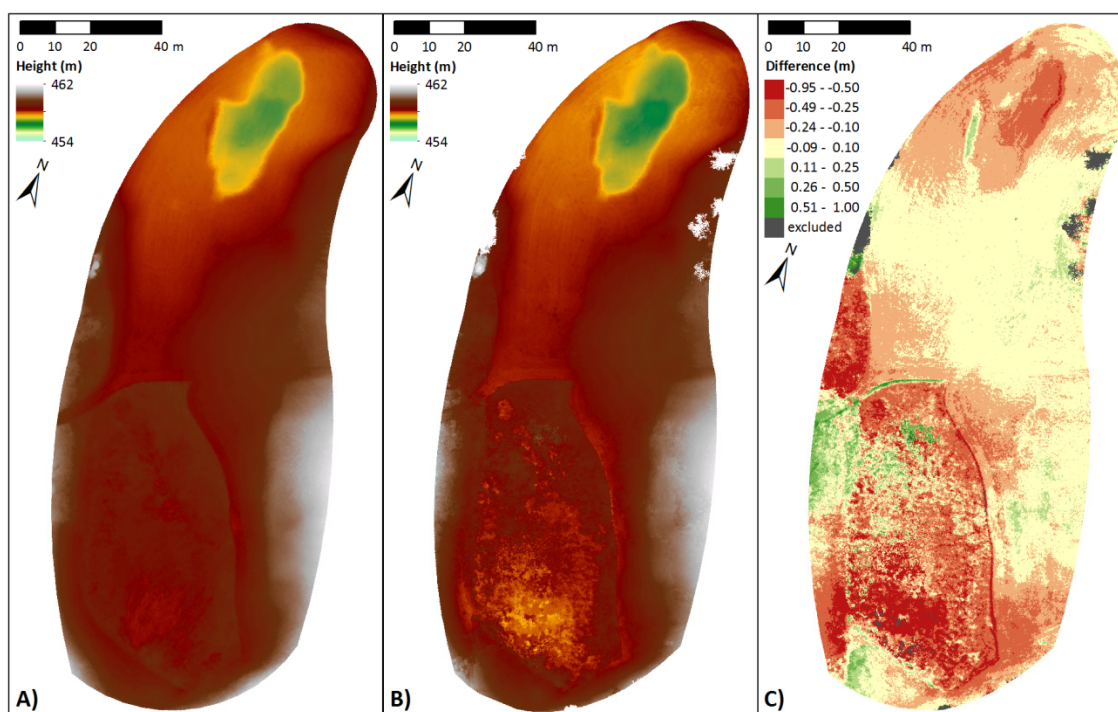 0 10 20 40 m
Height (m)
462
454
N
A)
0 10 20 40 m
Height (m)
462
454
N
B)
0 10 20 40 m
Difference (m)
-0.95 - -0.50
-0.49 - -0.25
-0.24 - -0.10
-0.09 - 0.10
0.11 - 0.25
0.26 - 0.50
0.51 - 1.00
excluded
N
C)